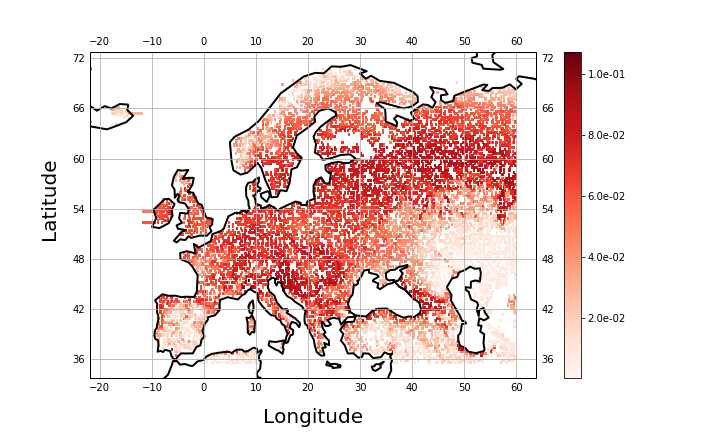 −20 −10 0 10 20 30 40 50 60
72 72 1.0e-01
66 66
8.0e-02
60 60
6.0e-02
54 54
48 48 4.0e-02
42 42 2.0e-02
36 36
−20 −10 0 10 20 30 40 50 60
Latitude
Longitude